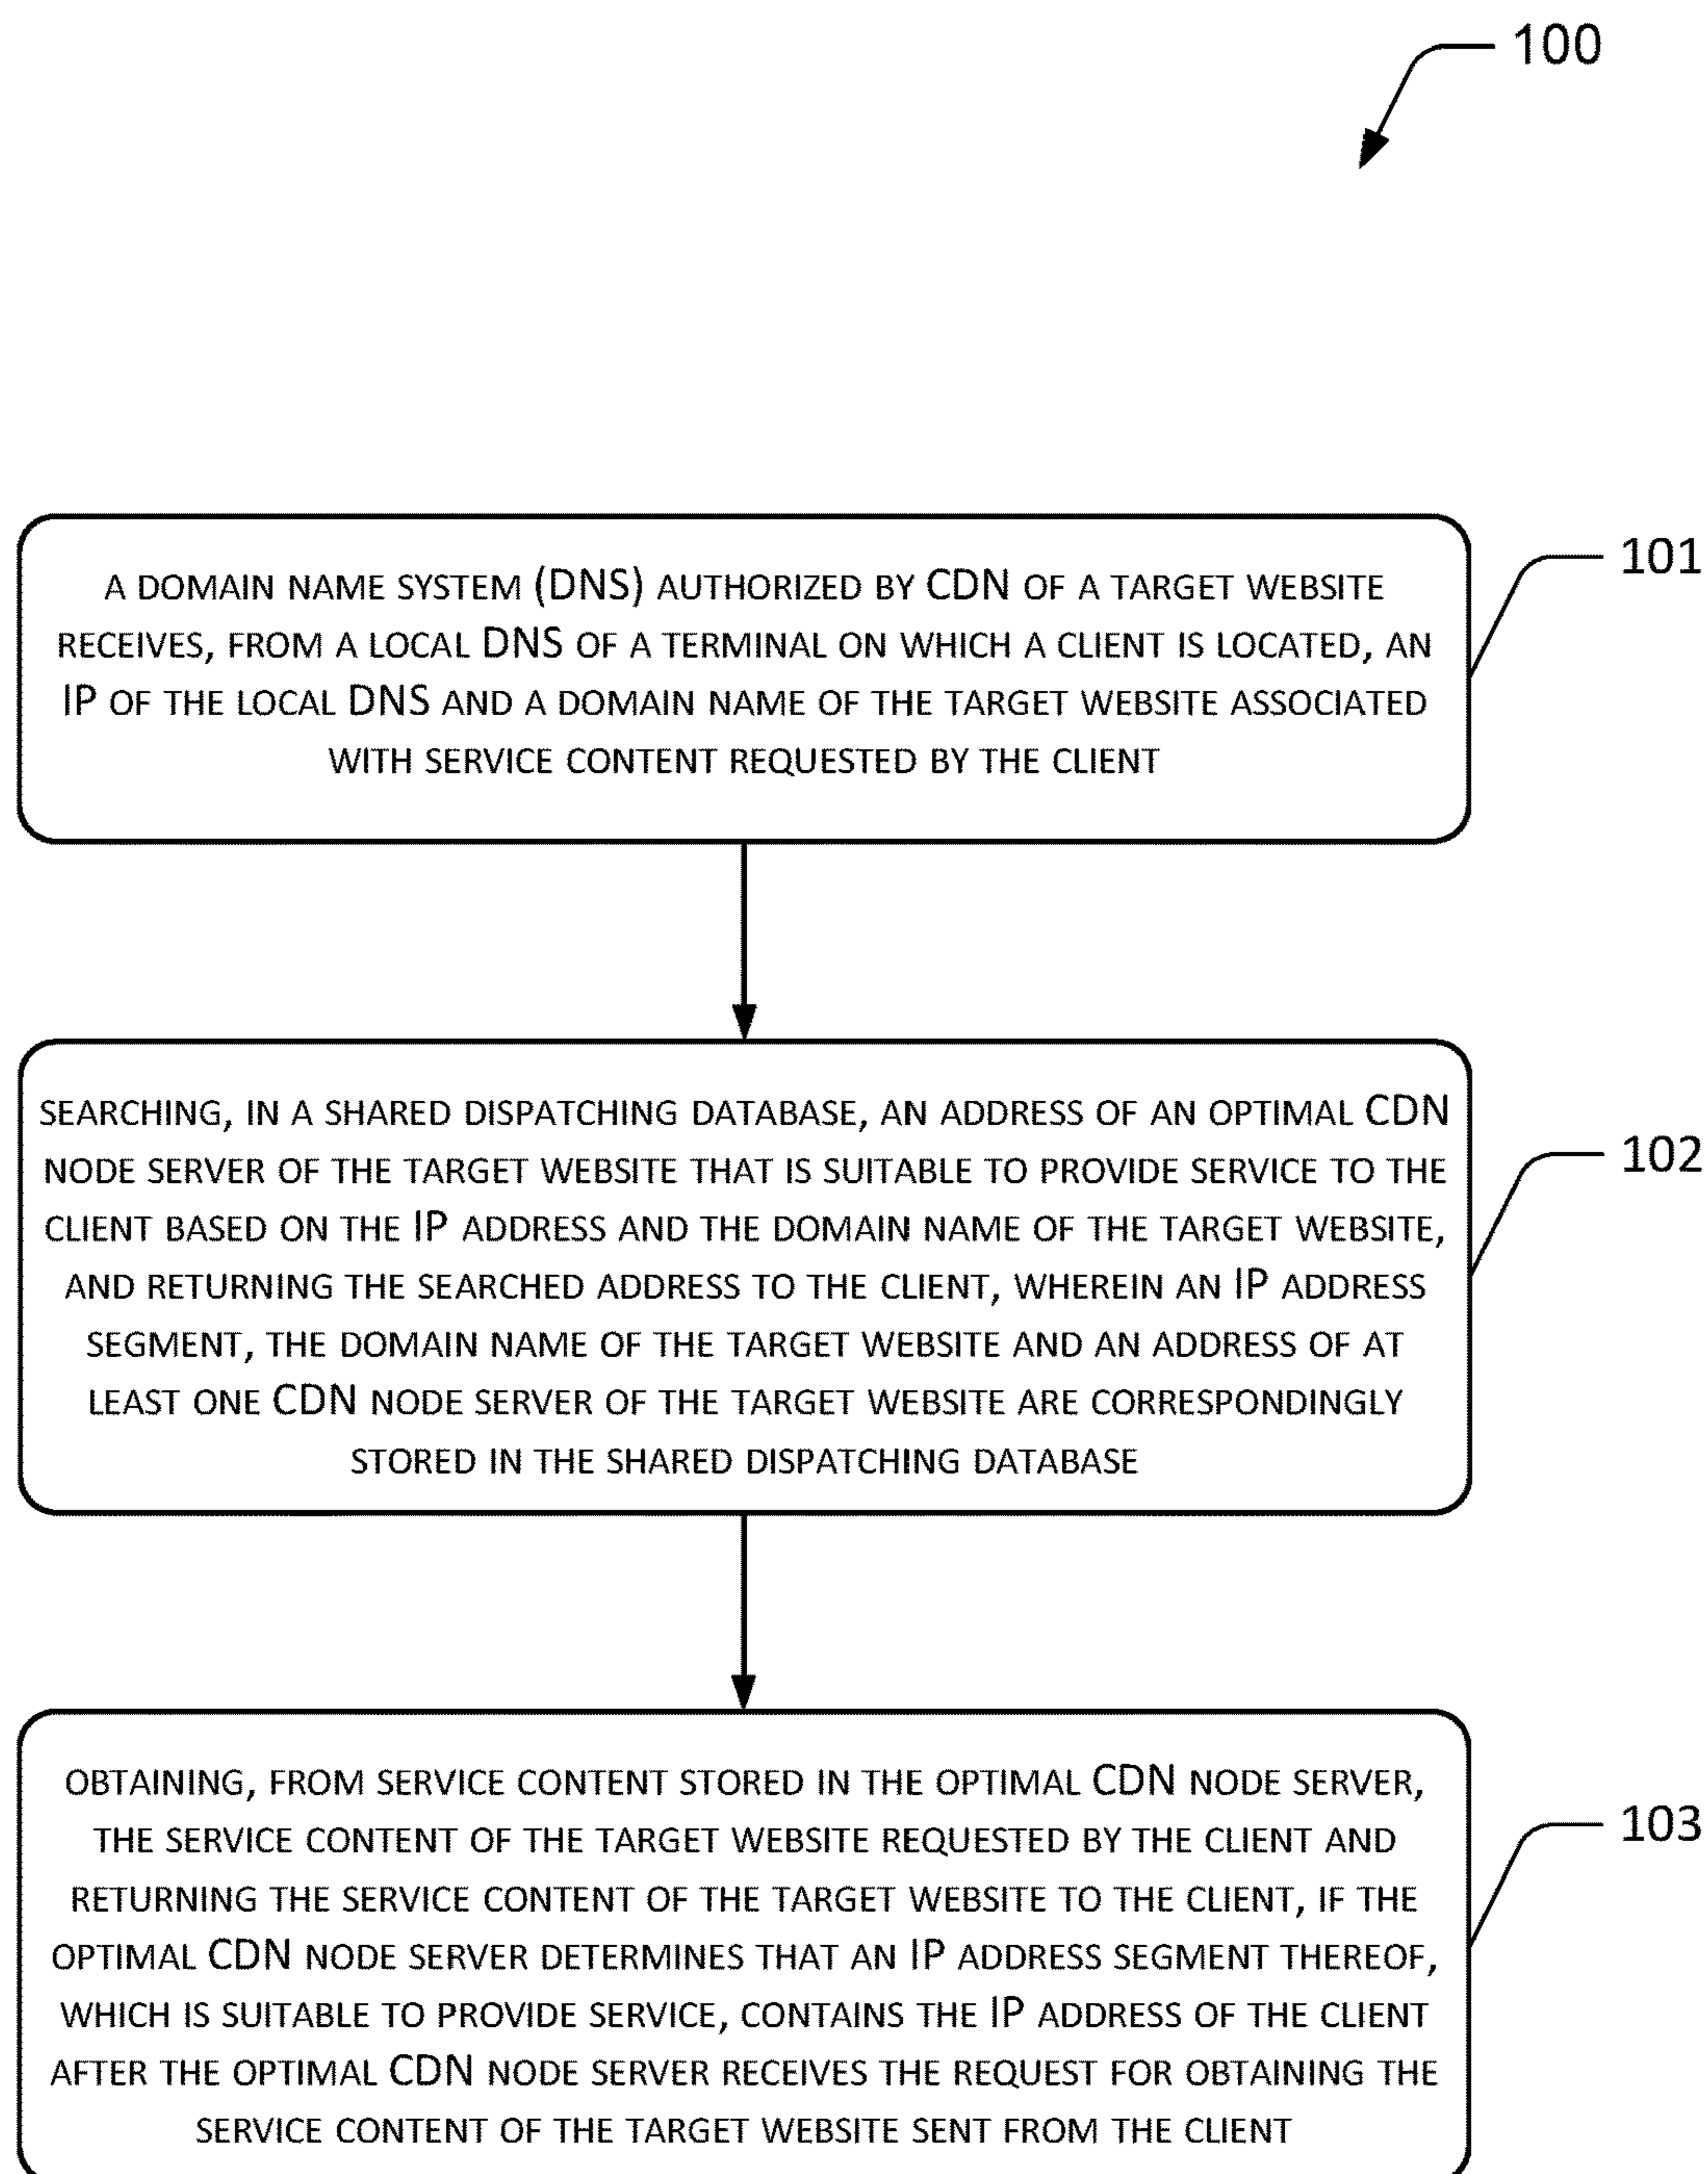 100
A DOMAIN NAME SYSTEM (DNS) AUTHORIZED BY CDN OF A TARGET WEBSITE
RECEIVES, FROM A LOCAL DNS OF A TERMINAL ON WHICH A CLIENT IS LOCATED, AN
IP OF THE LOCAL DNS AND A DOMAIN NAME OF THE TARGET WEBSITE ASSOCIATED
WITH SERVICE CONTENT REQUESTED BY THE CLIENT
101
SEARCHING, IN A SHARED DISPATCHING DATABASE, AN ADDRESS OF AN OPTIMAL CDN
NODE SERVER OF THE TARGET WEBSITE THAT IS SUITABLE TO PROVIDE SERVICE TO THE
CLIENT BASED ON THE IP ADDRESS AND THE DOMAIN NAME OF THE TARGET WEBSITE,
AND RETURNING THE SEARCHED ADDRESS TO THE CLIENT, WHEREIN AN IP ADDRESS
SEGMENT, THE DOMAIN NAME OF THE TARGET WEBSITE AND AN ADDRESS OF AT
LEAST ONE CDN NODE SERVER OF THE TARGET WEBSITE ARE CORRESPONDINGLY
STORED IN THE SHARED DISPATCHING DATABASE
102
OBTAINING, FROM SERVICE CONTENT STORED IN THE OPTIMAL CDN NODE SERVER,
THE SERVICE CONTENT OF THE TARGET WEBSITE REQUESTED BY THE CLIENT AND
RETURNING THE SERVICE CONTENT OF THE TARGET WEBSITE TO THE CLIENT, IF THE
OPTIMAL CDN NODE SERVER DETERMINES THAT AN IP ADDRESS SEGMENT THEREOF,
WHICH IS SUITABLE TO PROVIDE SERVICE, CONTAINS THE IP ADDRESS OF THE CLIENT
AFTER THE OPTIMAL CDN NODE SERVER RECEIVES THE REQUEST FOR OBTAINING THE
SERVICE CONTENT OF THE TARGET WEBSITE SENT FROM THE CLIENT
103